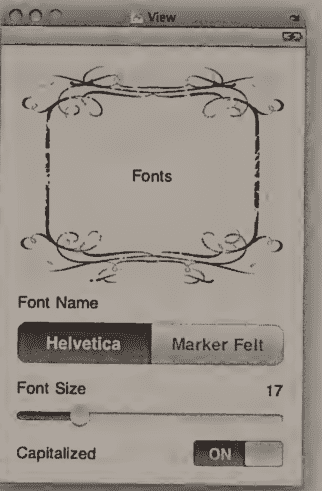 View
Fonts
Font Name
Helvetica Marker Felt
Font Size 17
Capitalized ON